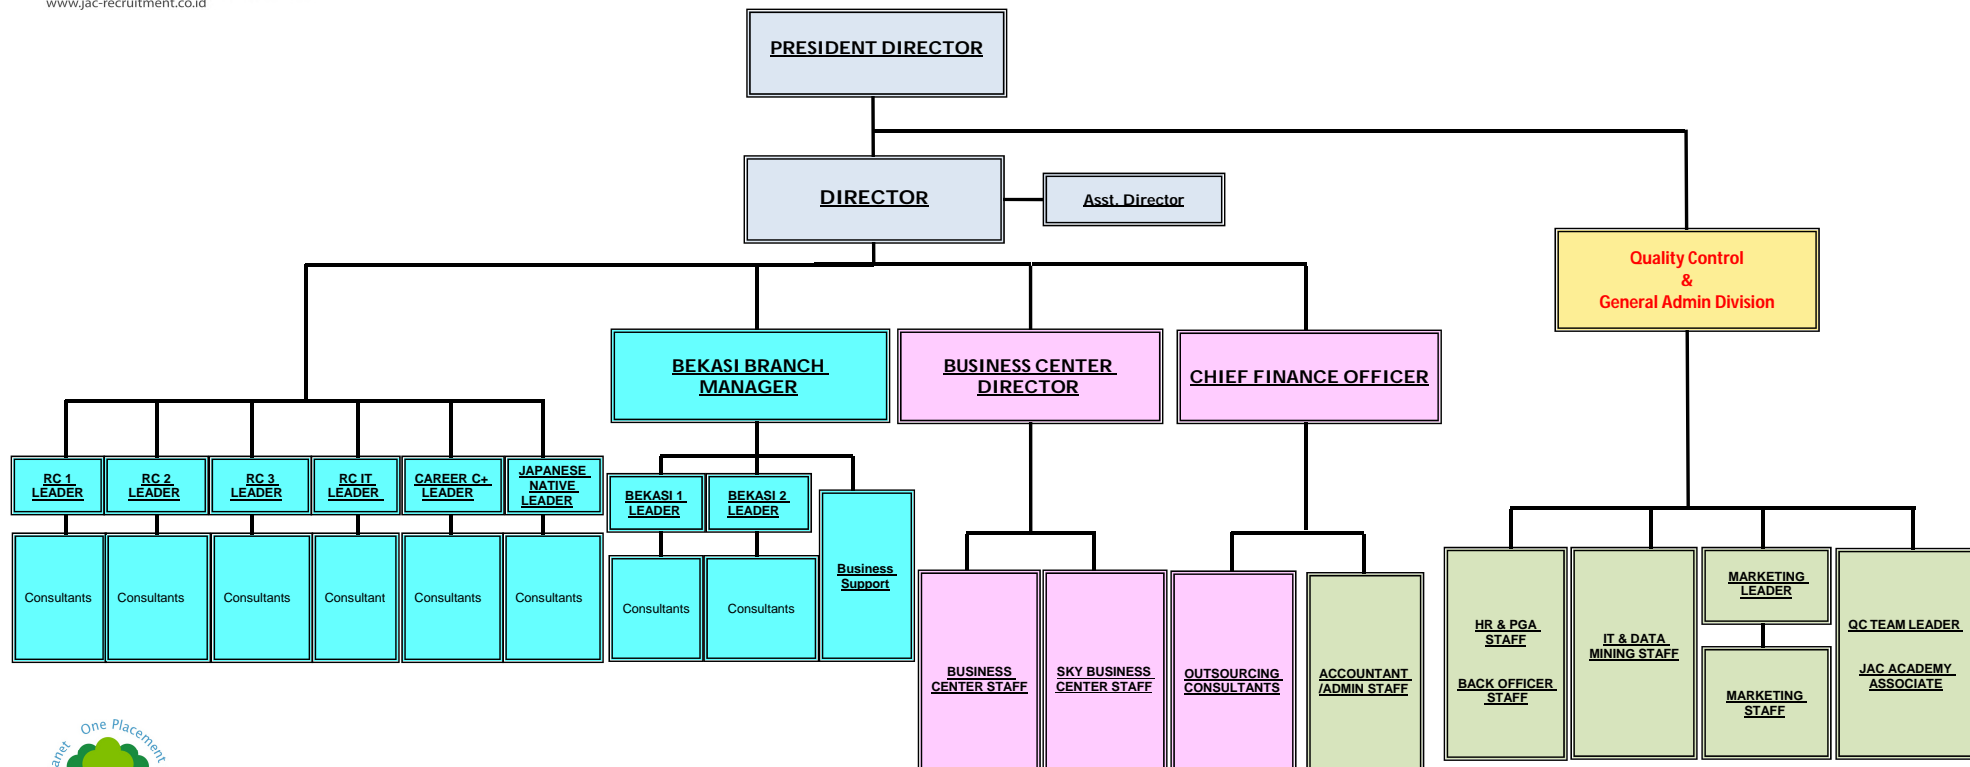 www.jac-recruitment.co.id
PRESIDENT DIRECTOR
DIRECTOR
Asst. Director
Quality Control
&
General Admin Division
BEKASI BRANCH
MANAGER
BUSINESS CENTER
DIRECTOR
CHIEF FINANCE OFFICER
RC 1
LEADER
RC 2
LEADER
RC 3
LEADER
RC IT
LEADER
CAREER C+
LEADER
JAPANESE
NATIVE
LEADER
BEKASI 1
LEADER
BEKASI 2
LEADER
Business
Support
Consultants
Consultants
Consultants
Consultant
Consultants
Consultants
Consultants
Consultants
BUSINESS
CENTER STAFF
SKY BUSINESS
CENTER STAFF
OUTSOURCING
CONSULTANTS
ACCOUNTANT
/ADMIN STAFF
HR & PGA
STAFF
BACK OFFICER
STAFF
IT & DATA
MINING STAFF
MARKETING
LEADER
MARKETING
STAFF
QC TEAM LEADER
JAC ACADEMY
ASSOCIATE
One Placement